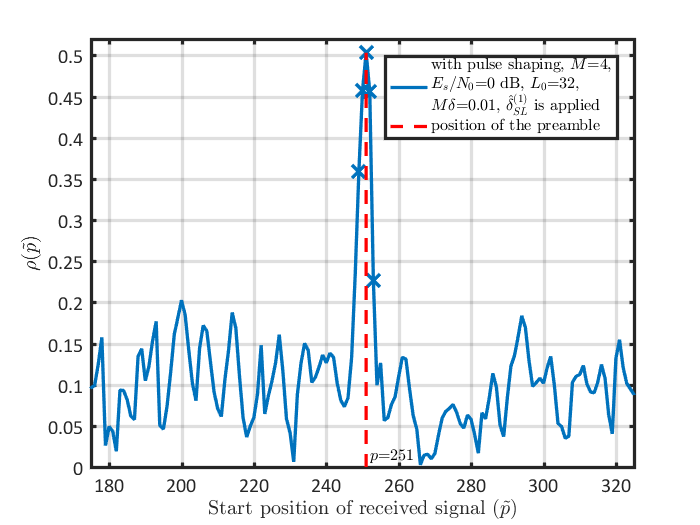 0.5
0.45
0.4
0.35
0.3
0.25
0.2
0.15
0.1
0.05
0
ρ(p̃)
with pulse shaping, M=4,
E_s/N_0=0 dB, L_0=32,
Mδ=0.01, δ̂_{SL}^{(1)} is applied
position of the preamble
p=251
180 200 220 240 260 280 300 320
Start position of received signal (p̃)